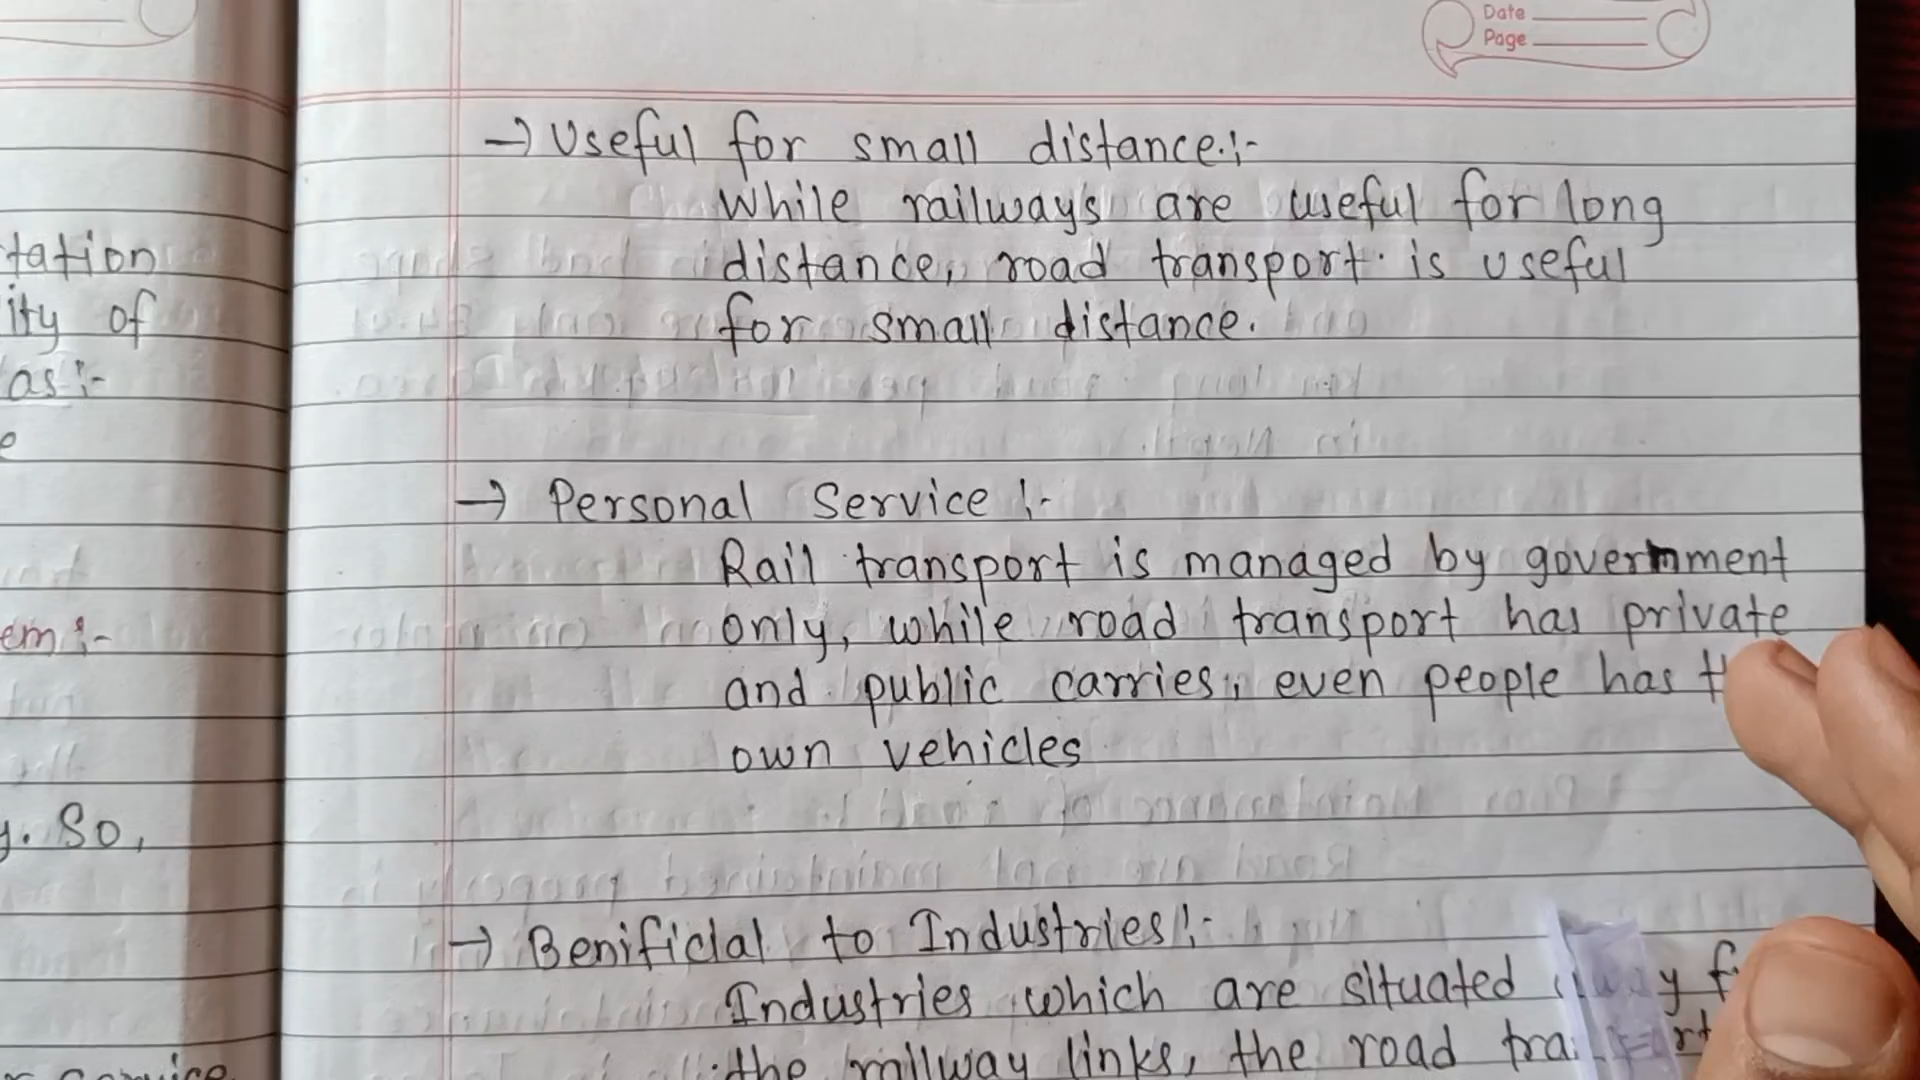 Date
Page
→ Useful for small distance :-
While railways are useful for long
distance, road transport is useful
for small distance.
→ Personal Service :-
Rail transport is managed by government
only, while road transport has private
and public carries, even people has
own vehicles
→ Benificial to Industries :-
Industries which are situated
the railway links, the road
tation
ity of
as :-
e
em :-
y. So,